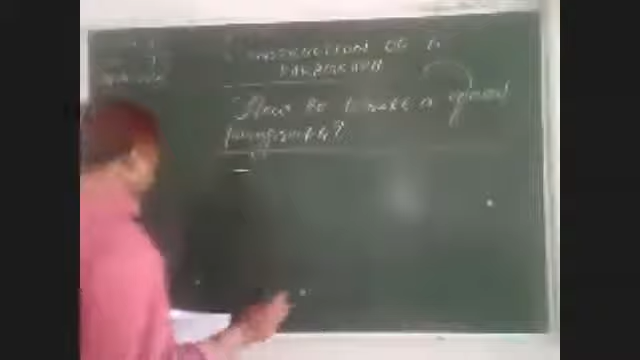 CONSTRUCTION OF A
PARAGRAPH
How to write a good
paragraph?